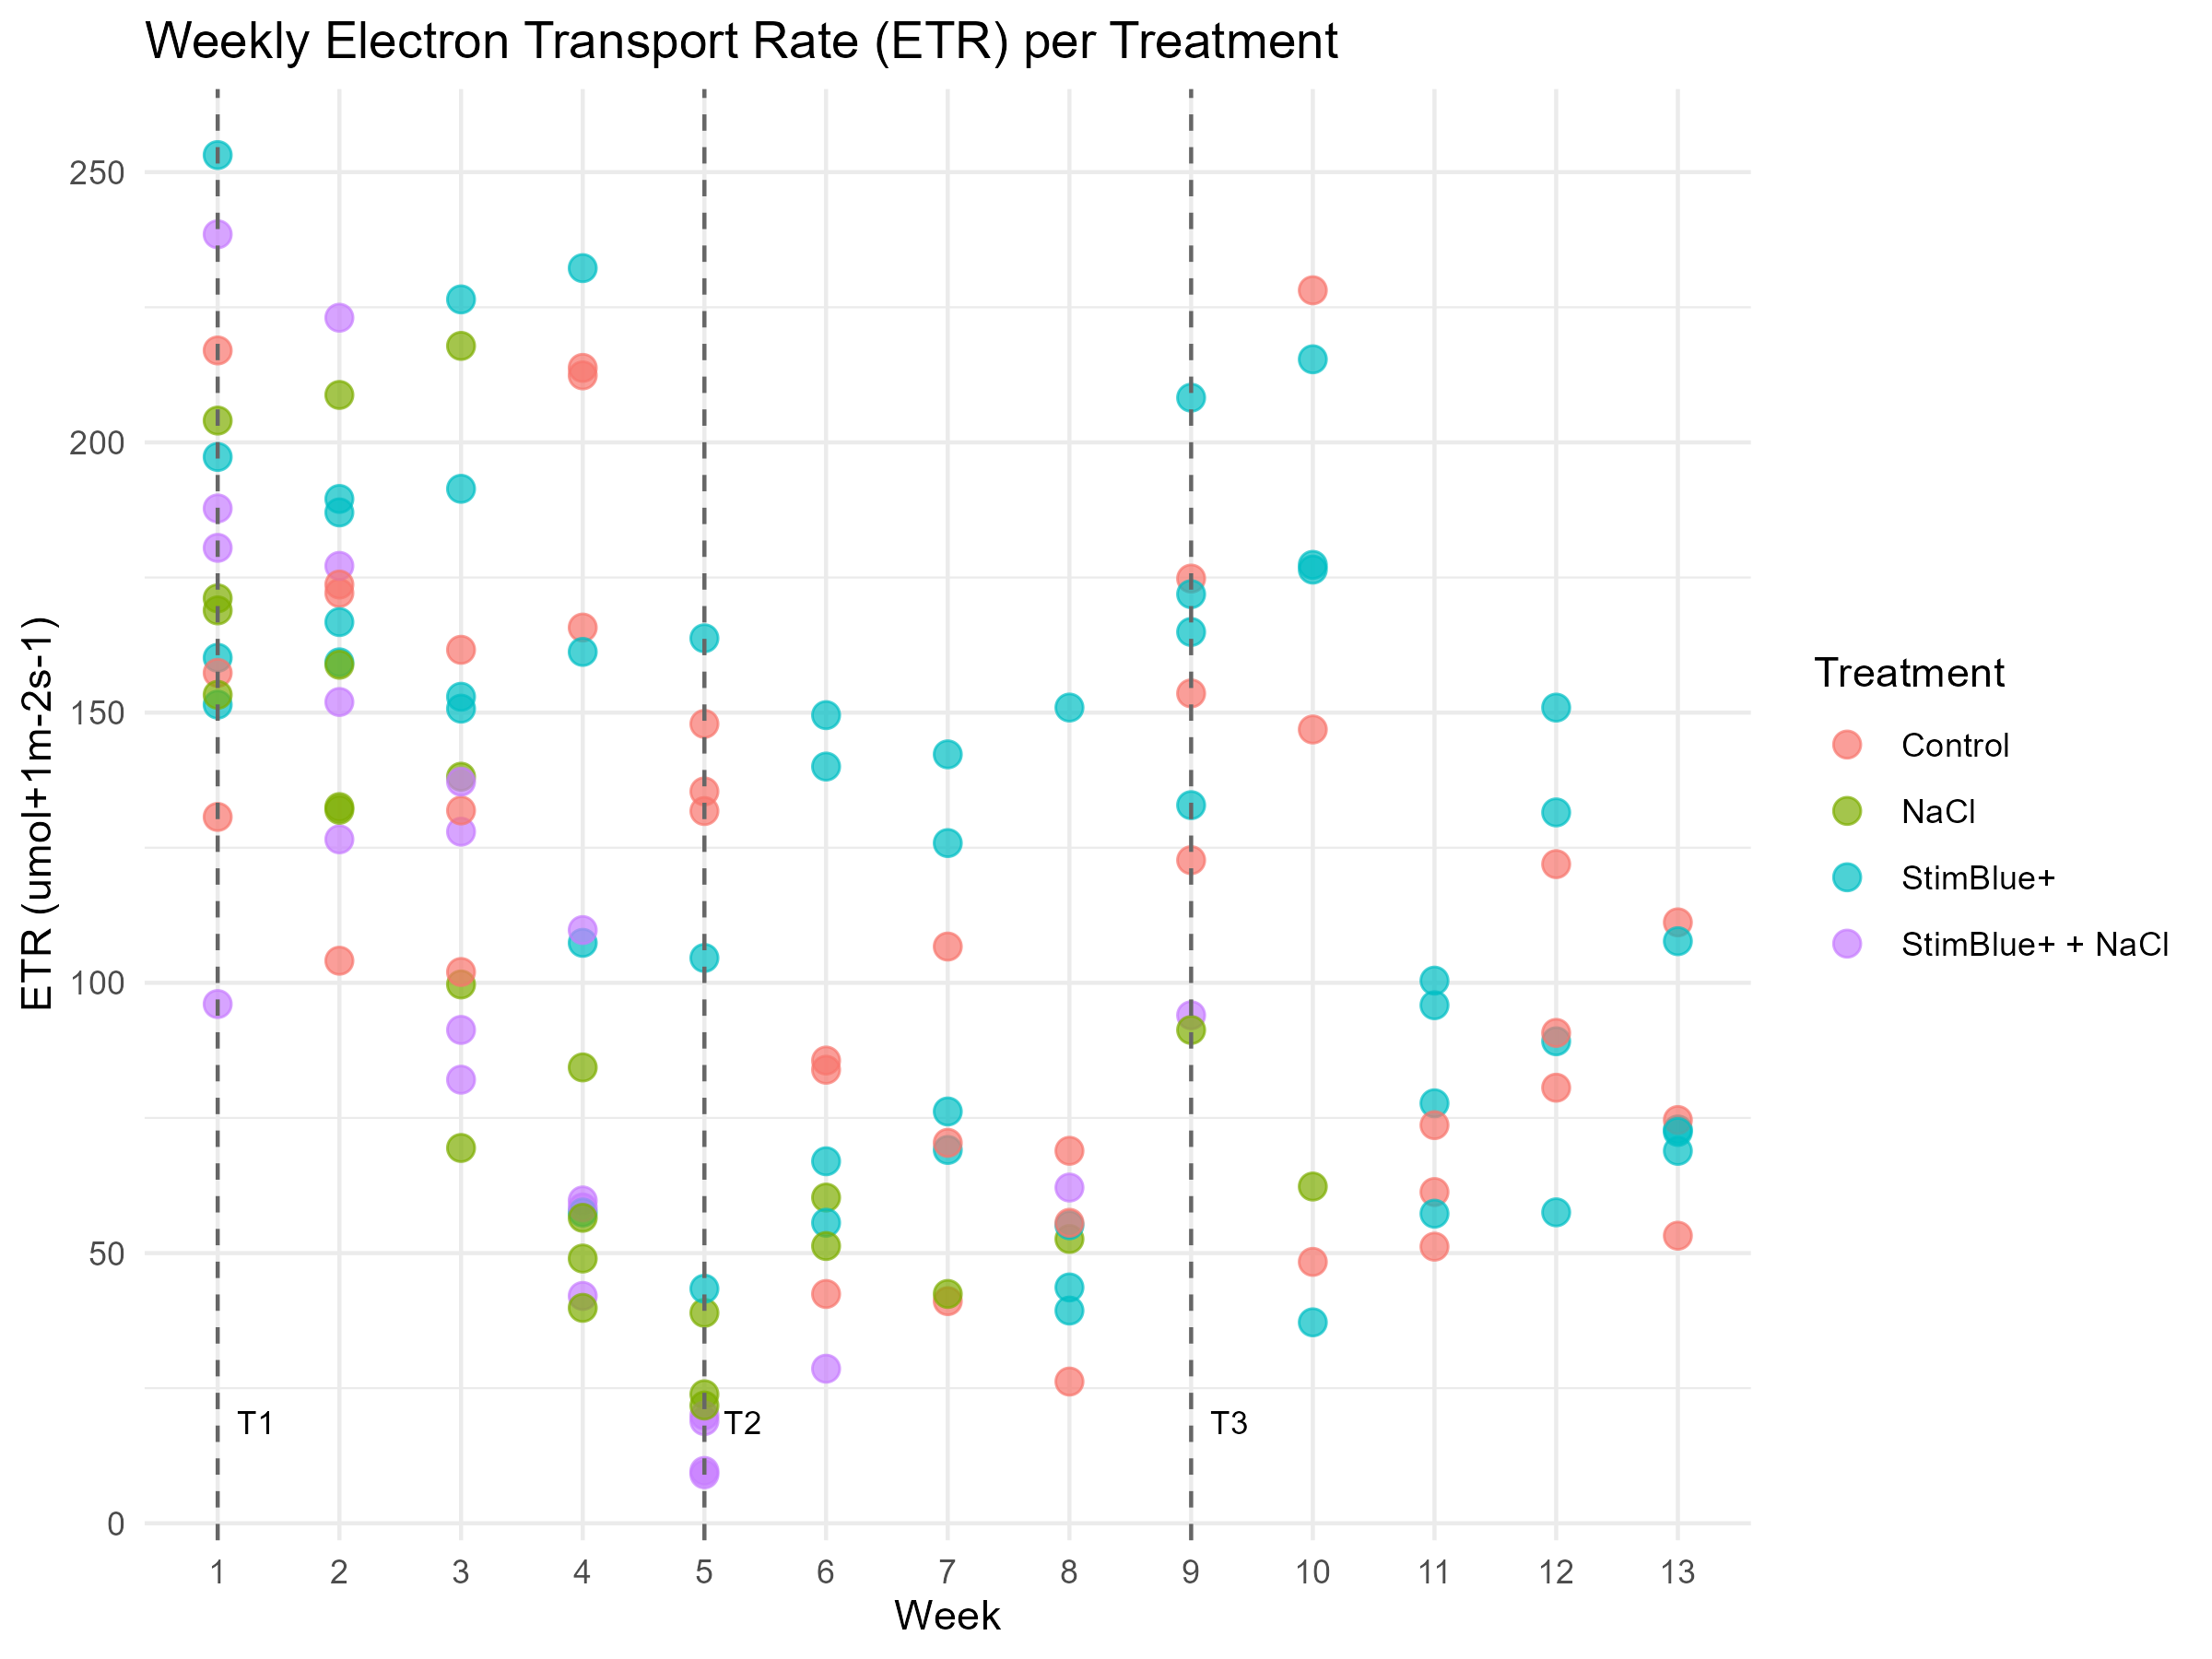 Weekly Electron Transport Rate (ETR) per Treatment
ETR (umol+1m-2s-1)
250
200
150
100
50
0
T1
T2
T3
1 2 3 4 5 6 7 8 9 10 11 12 13
Week
Treatment
Control
NaCl
StimBlue+
StimBlue+ + NaCl